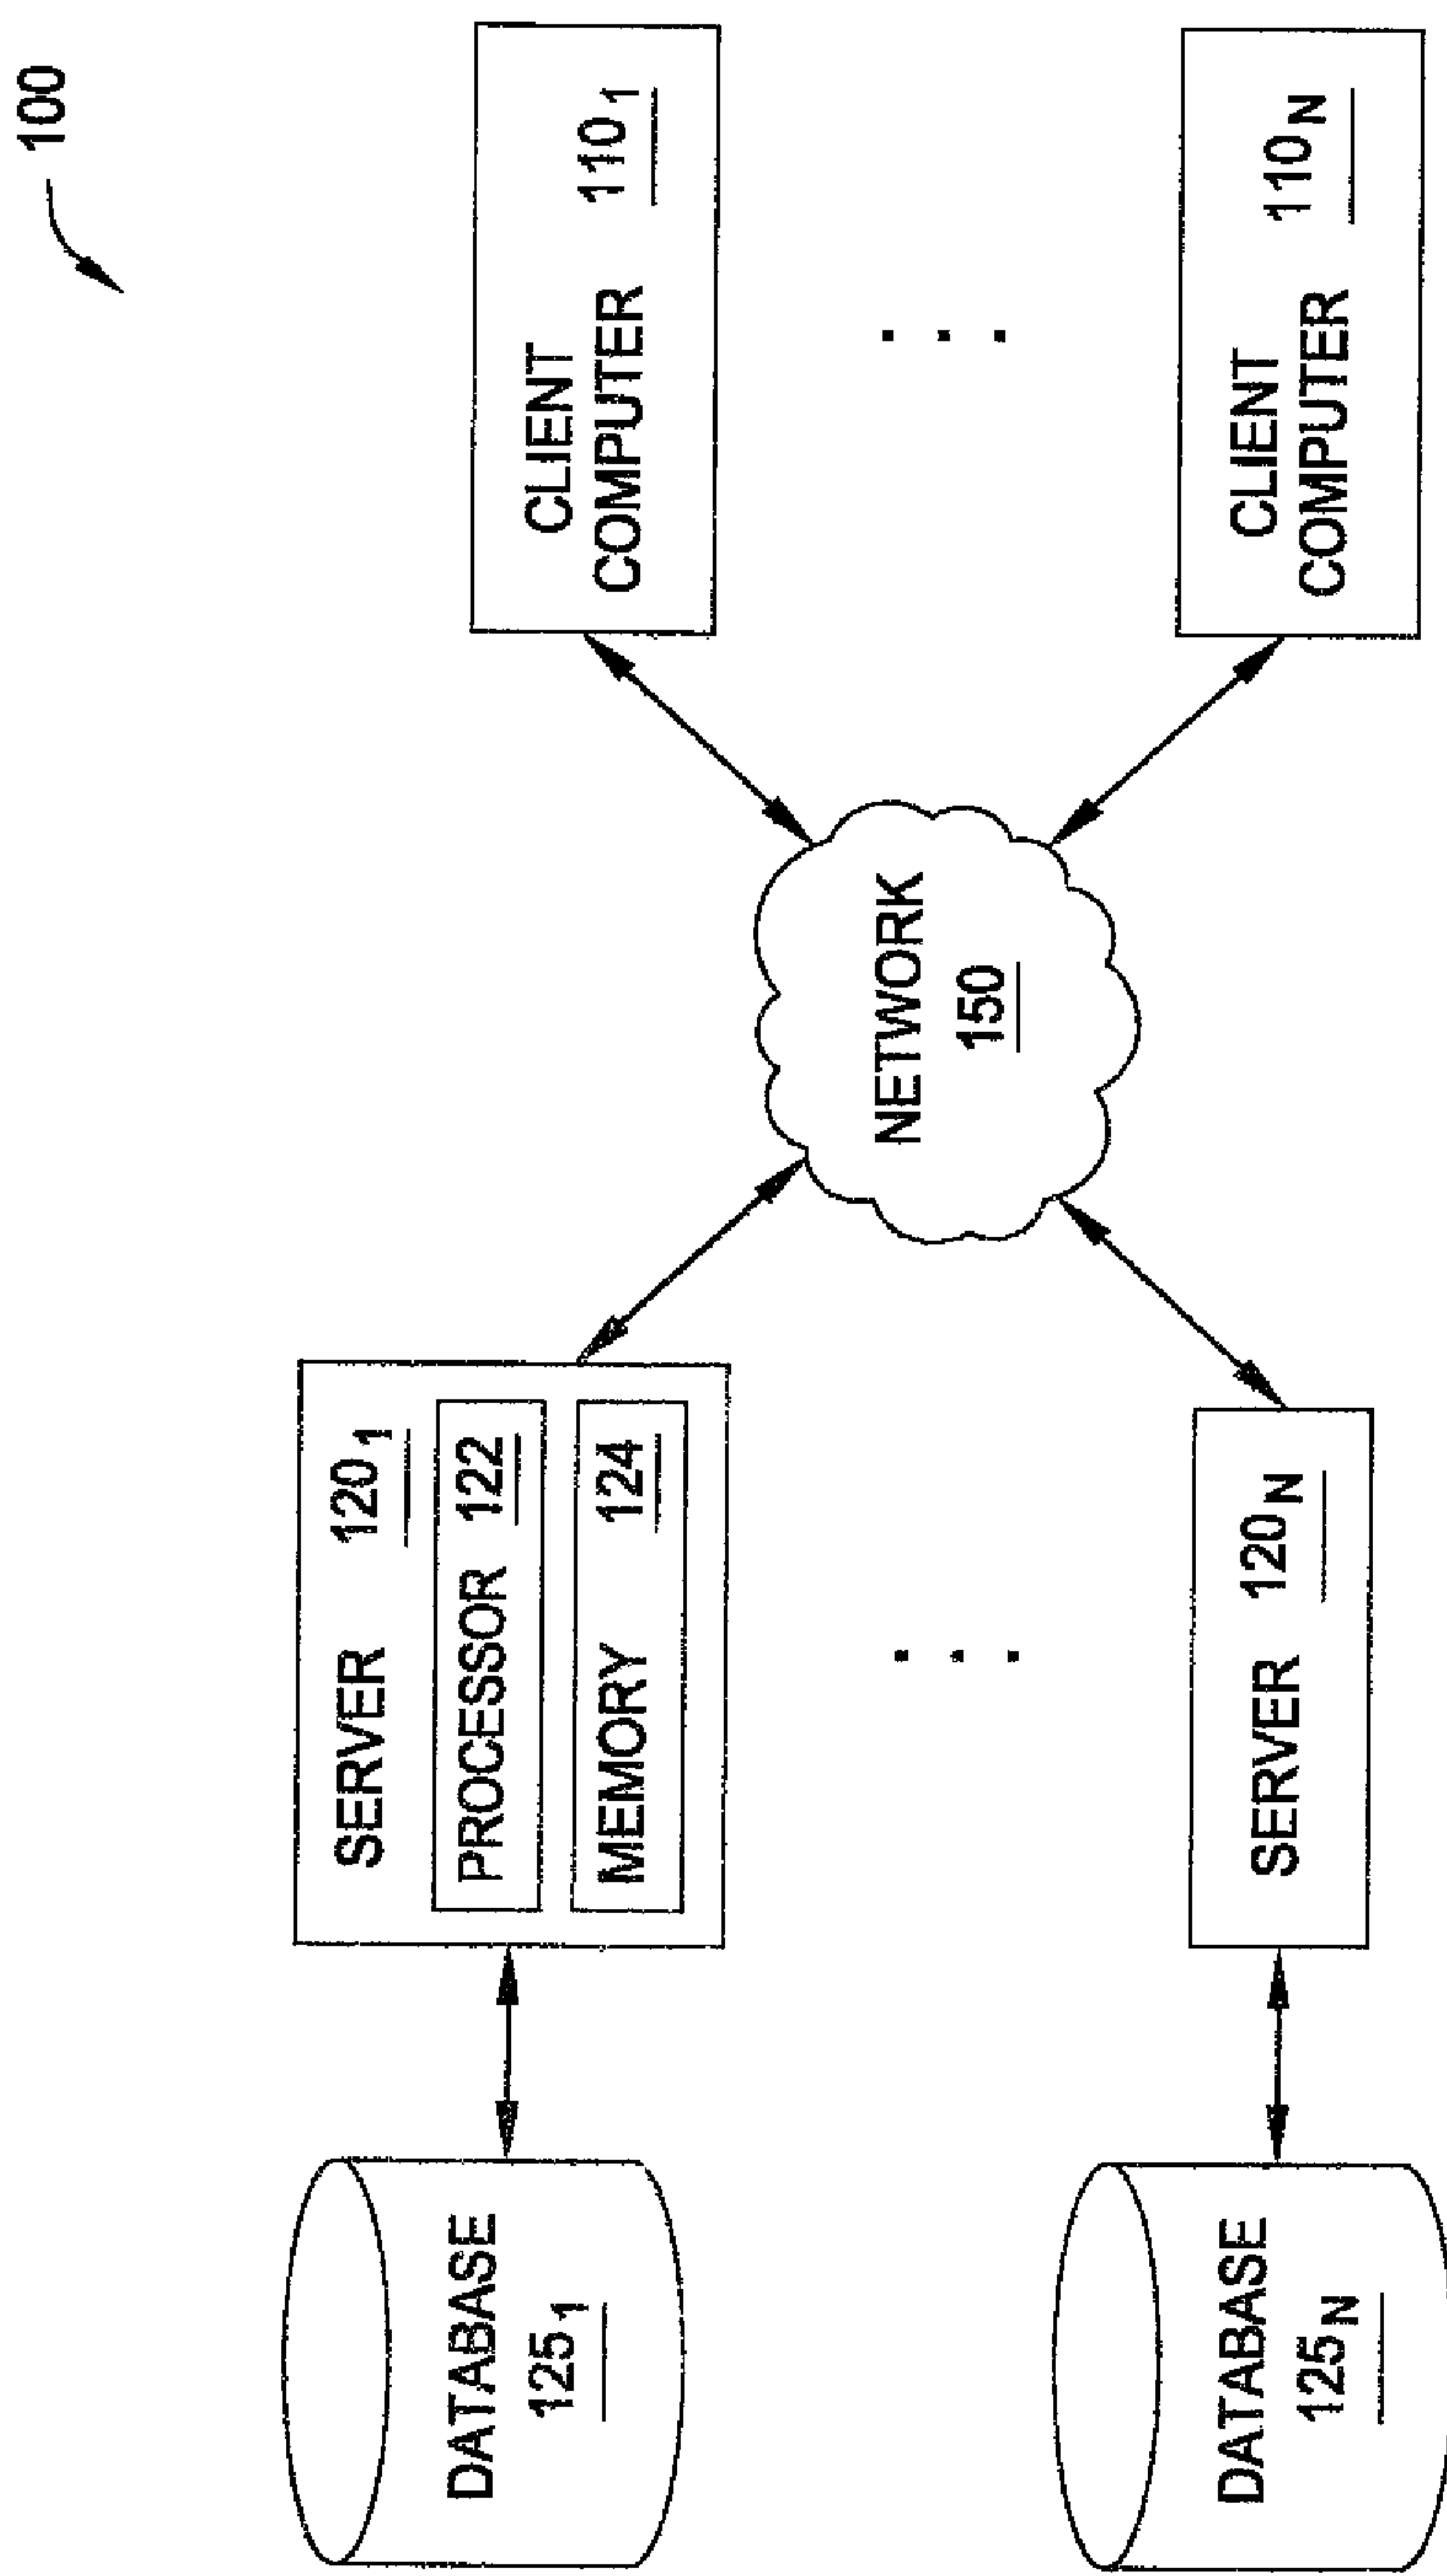 100
DATABASE
125₁
SERVER 120₁
PROCESSOR 122
MEMORY 124
NETWORK
150
CLIENT
COMPUTER 110₁
DATABASE
125N
SERVER 120N
CLIENT
COMPUTER 110N